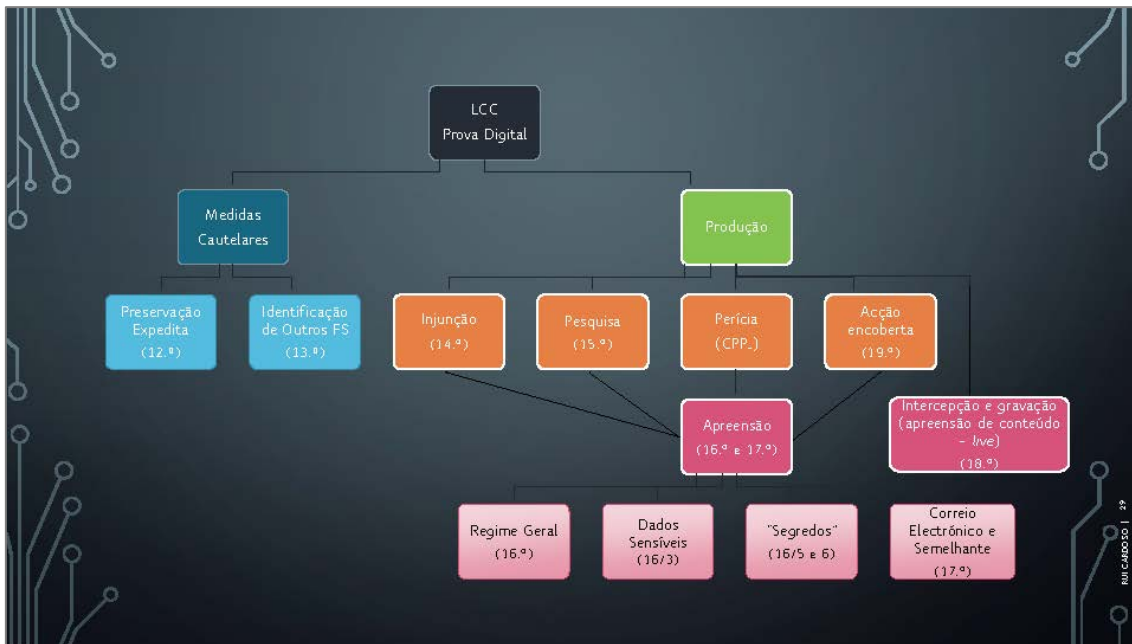 LCC
Prova Digital
Medidas
Cautelares
Produção
Preservação
Expedita
(12.º)
Identificação
de Outros FS
(13.º)
Injunção
(14.º)
Pesquisa
(15.º)
Perícia
(CPP.)
Acção
encoberta
(19.º)
Apreensão
(16.º e 17.º)
Intercepção e gravação
(apreensão de conteúdo
- live)
(18.º)
Regime Geral
(16.º)
Dados
Sensíveis
(16/3)
"Segredos"
(16/5 e 6)
Correio
Electrónico e
Semelhante
(17.º)
RUI CARDOSO | 29